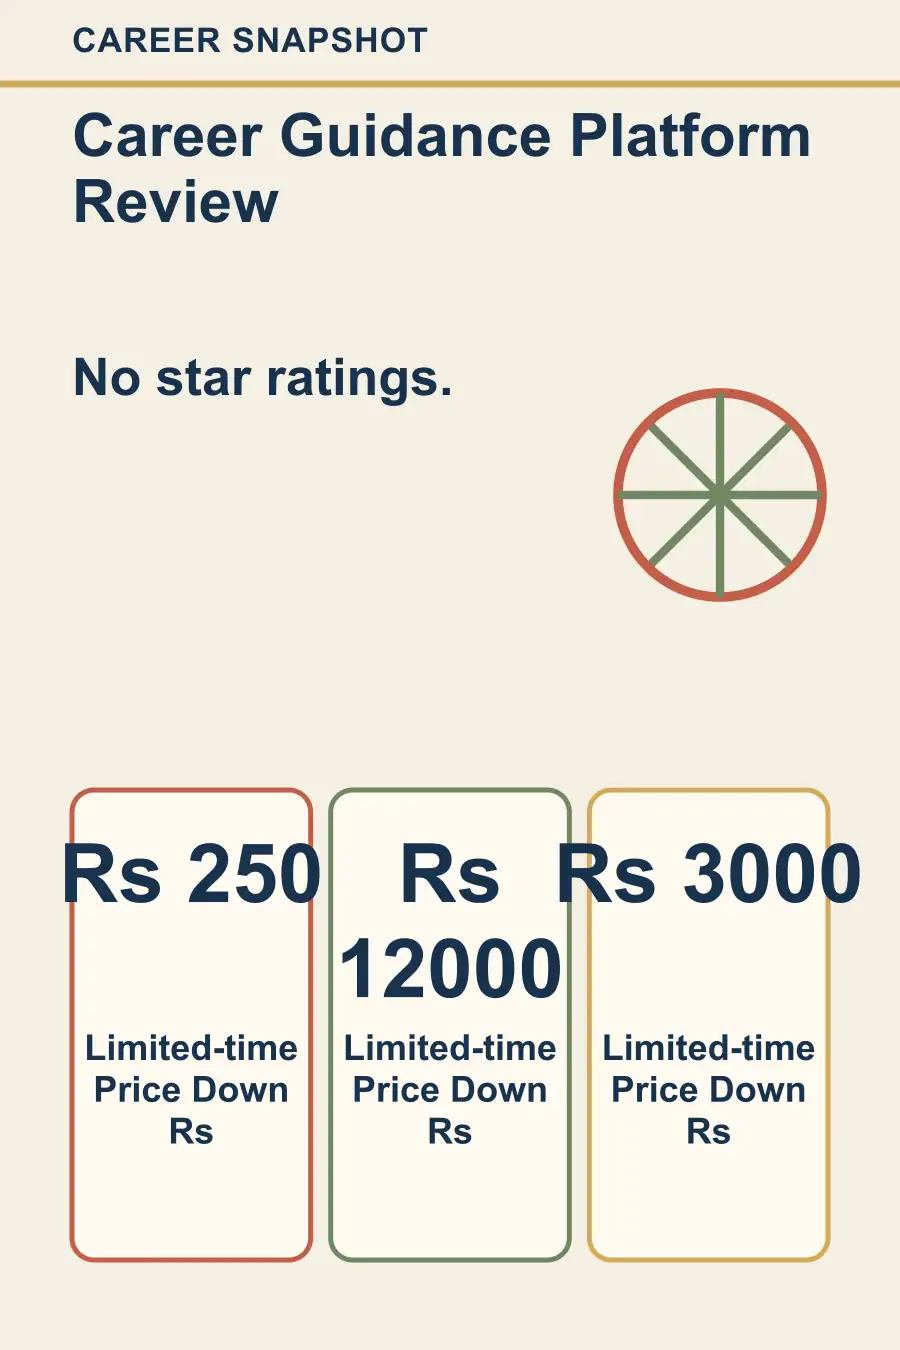 CAREER SNAPSHOT
Career Guidance Platform
Review
No star ratings.
Rs 250
Limited-time
Price Down
Rs
Rs
12000
Limited-time
Price Down
Rs
Rs 3000
Limited-time
Price Down
Rs